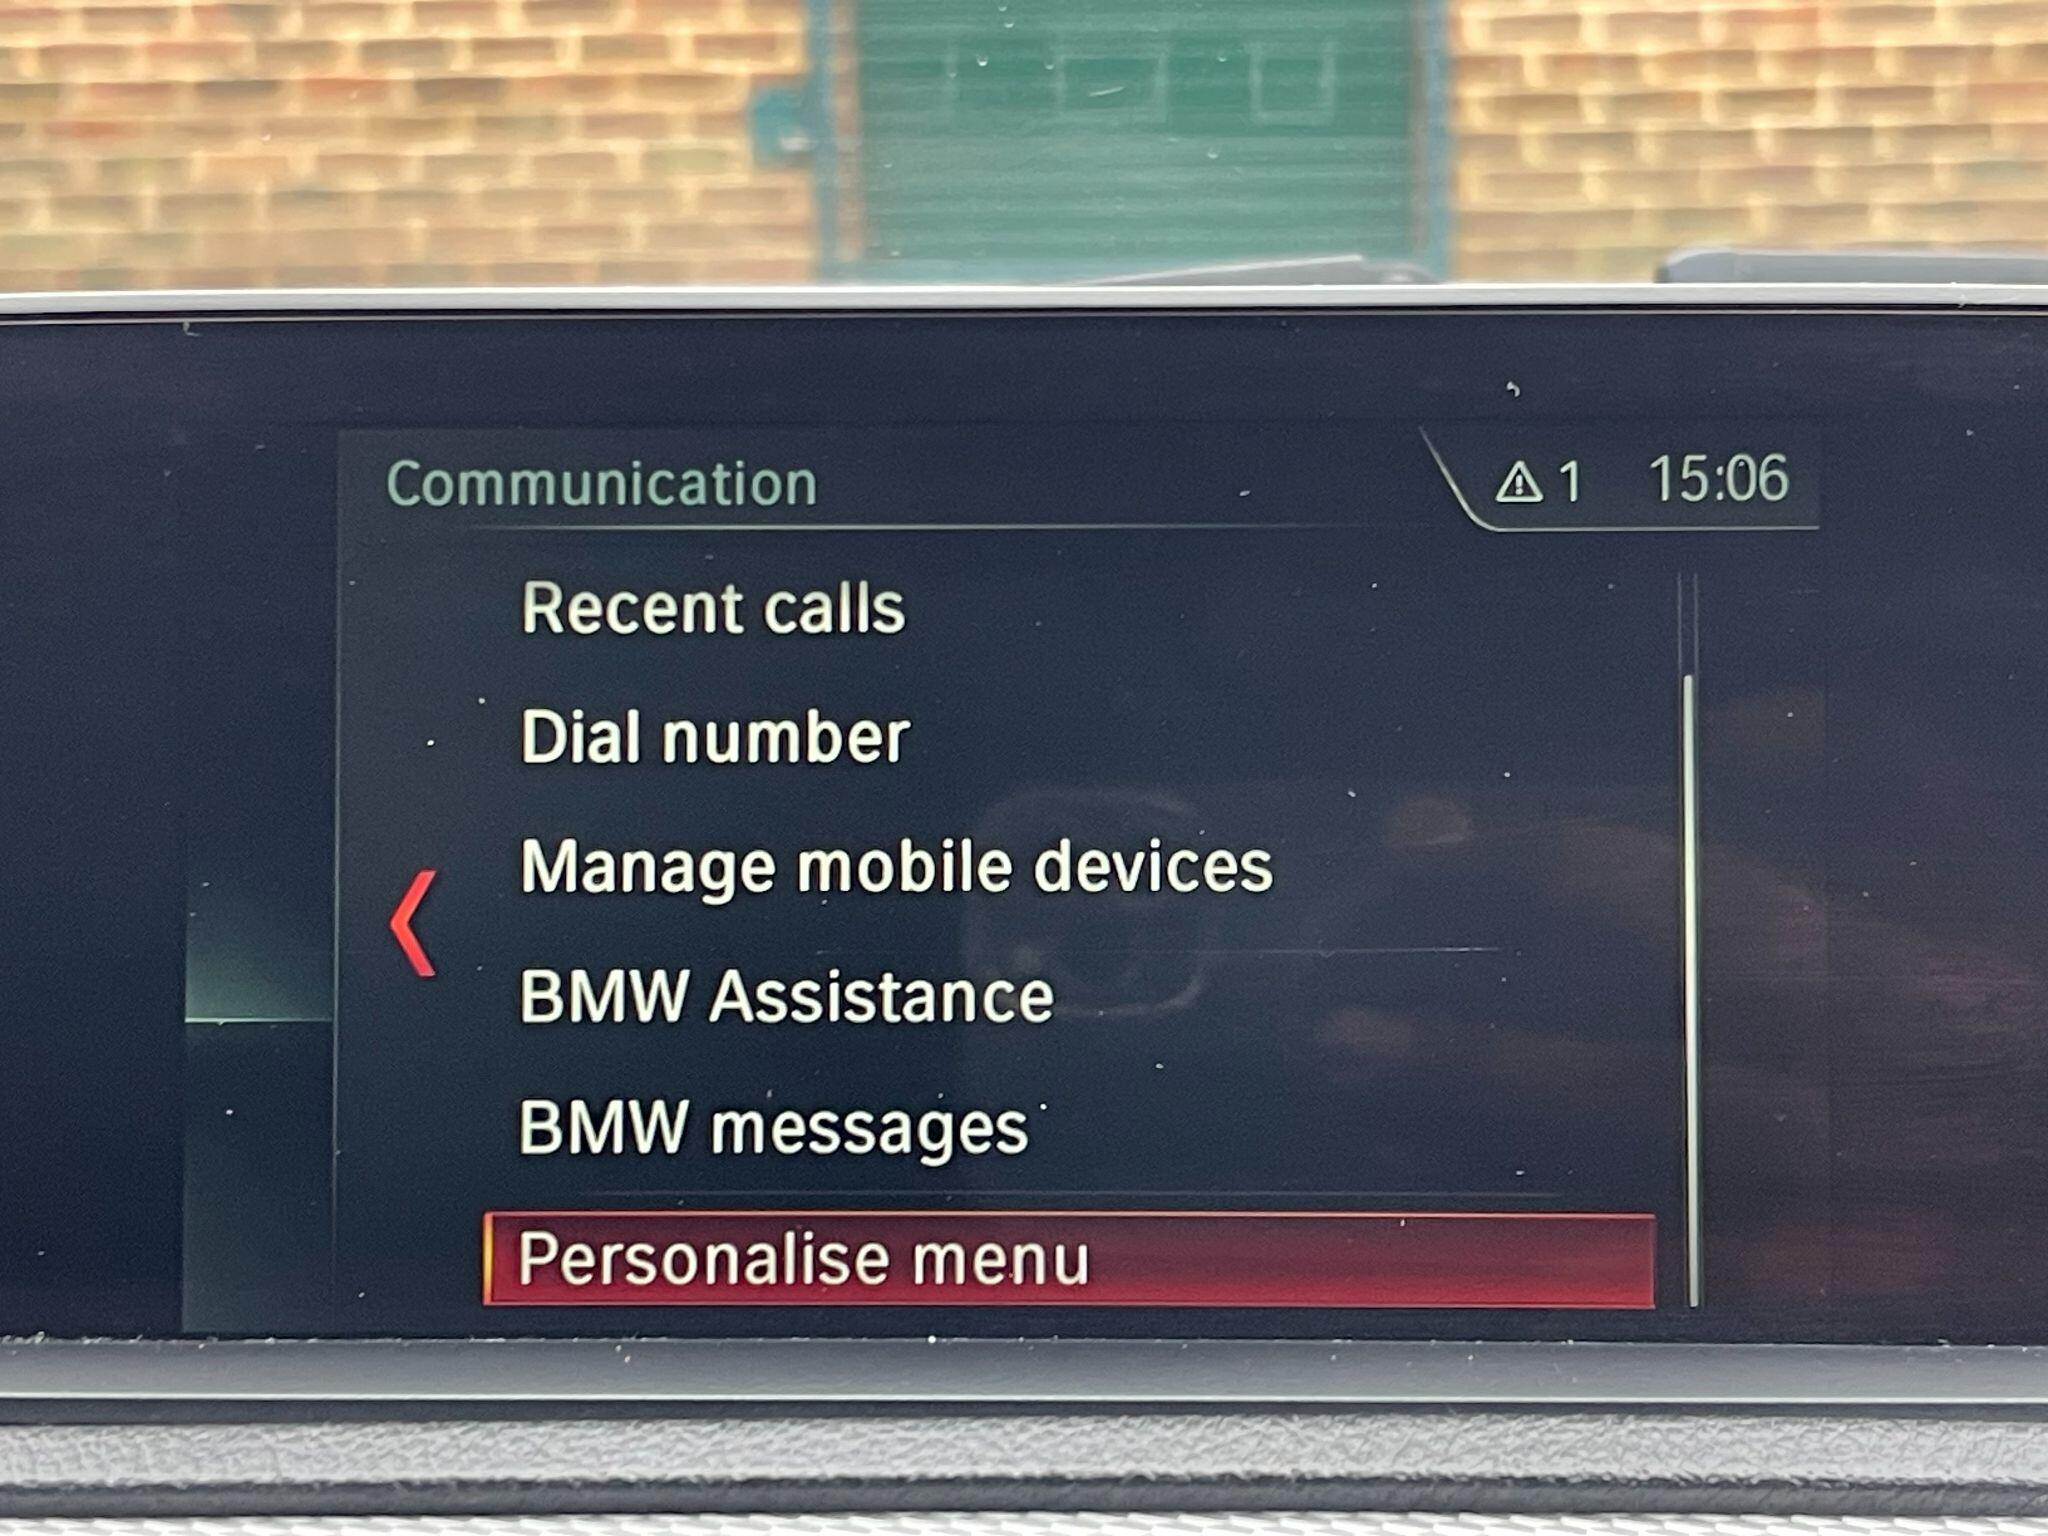 Communication
1 15:06
Recent calls
Dial number
Manage mobile devices
BMW Assistance
BMW messages
Personalise menu